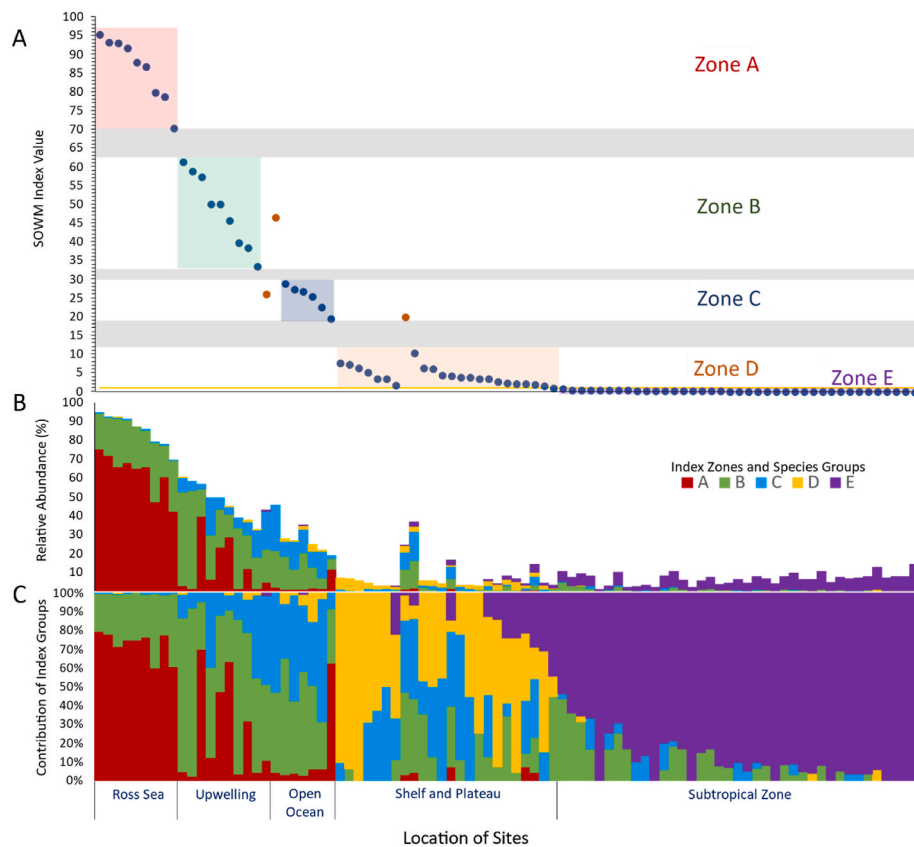 A
SOWM Index Value
100
95
90
85
80
75
70
65
60
55
50
45
40
35
30
25
20
15
10
5
0
Zone A
Zone B
Zone C
Zone D
Zone E
B
Relative Abundance (%)
100
90
80
70
60
50
40
30
20
10
Index Zones and Species Groups
A B C D E
C
Contribution of Index Groups
100%
90%
80%
70%
60%
50%
40%
30%
20%
10%
0%
Ross Sea Upwelling Open Shelf and Plateau Subtropical Zone
Ocean
Location of Sites